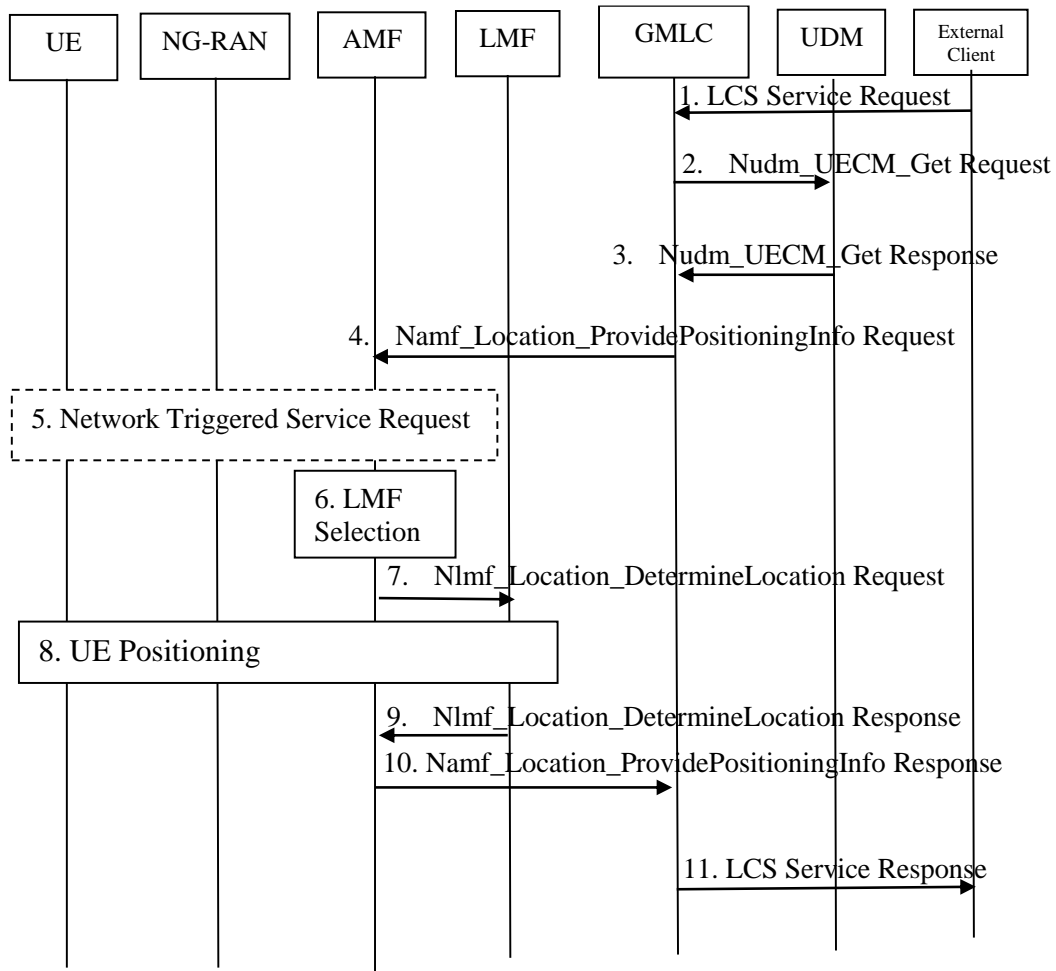 UE
NG-RAN
AMF
LMF
GMLC
UDM
External
Client
1. LCS Service Request
2. Nudm_UECM_Get Request
3. Nudm_UECM_Get Response
4. Namf_Location_ProvidePositioningInfo Request
5. Network Triggered Service Request
6. LMF
Selection
7. Nlmf_Location_DetermineLocation Request
8. UE Positioning
9. Nlmf_Location_DetermineLocation Response
10. Namf_Location_ProvidePositioningInfo Response
11. LCS Service Response